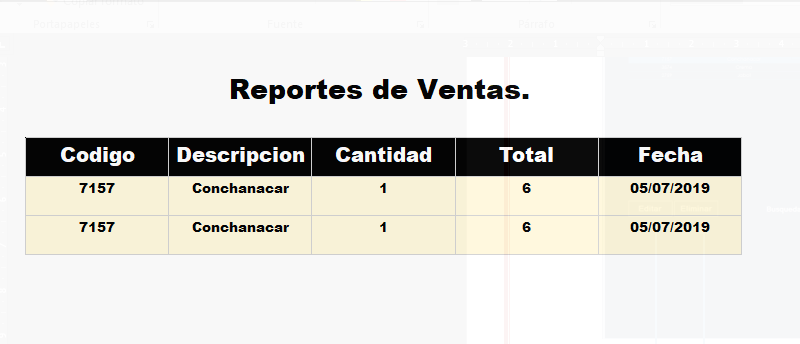 Reportes de Ventas.
Codigo Descripcion Cantidad Total Fecha
7157 Conchanacar 1 6 05/07/2019
7157 Conchanacar 1 6 05/07/2019